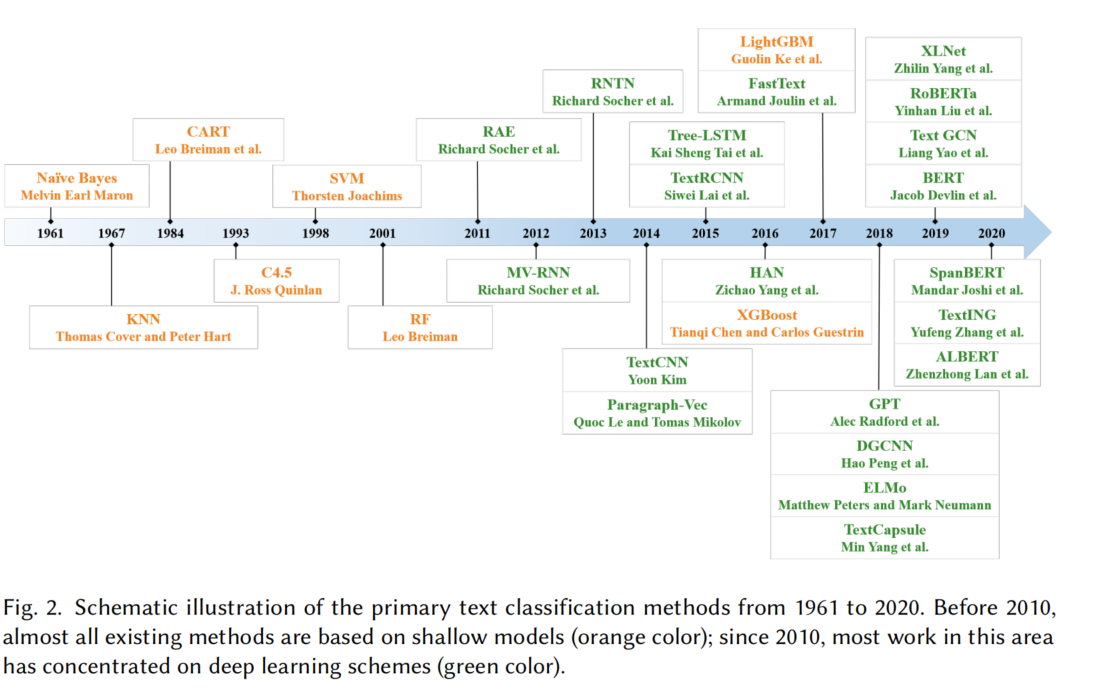 LightGBM
Guolin Ke et al.
FastText
Armand Joulin et al.
XLNet
Zhilin Yang et al.
RoBERTa
Yinhan Liu et al.
Text GCN
Liang Yao et al.
BERT
Jacob Devlin et al.
RNTN
Richard Socher et al.
CART
Leo Breiman et al.
RAE
Richard Socher et al.
Tree-LSTM
Kai Sheng Tai et al.
TextRCNN
Siwei Lai et al.
Naïve Bayes
Melvin Earl Maron
SVM
Thorsten Joachims
1961 1967 1984 1993 1998 2001 2011 2012 2013 2014 2015 2016 2017 2018 2019 2020
C4.5
J. Ross Quinlan
MV-RNN
Richard Socher et al.
HAN
Zichao Yang et al.
XGBoost
Tianqi Chen and Carlos Guestrin
SpanBERT
Mandar Joshi et al.
TextING
Yufeng Zhang et al.
ALBERT
Zhenzhong Lan et al.
KNN
Thomas Cover and Peter Hart
RF
Leo Breiman
TextCNN
Yoon Kim
Paragraph-Vec
Quoc Le and Tomas Mikolov
GPT
Alec Radford et al.
DGCNN
Hao Peng et al.
ELMo
Matthew Peters and Mark Neumann
TextCapsule
Min Yang et al.
Fig. 2. Schematic illustration of the primary text classification methods from 1961 to 2020. Before 2010,
almost all existing methods are based on shallow models (orange color); since 2010, most work in this area
has concentrated on deep learning schemes (green color).